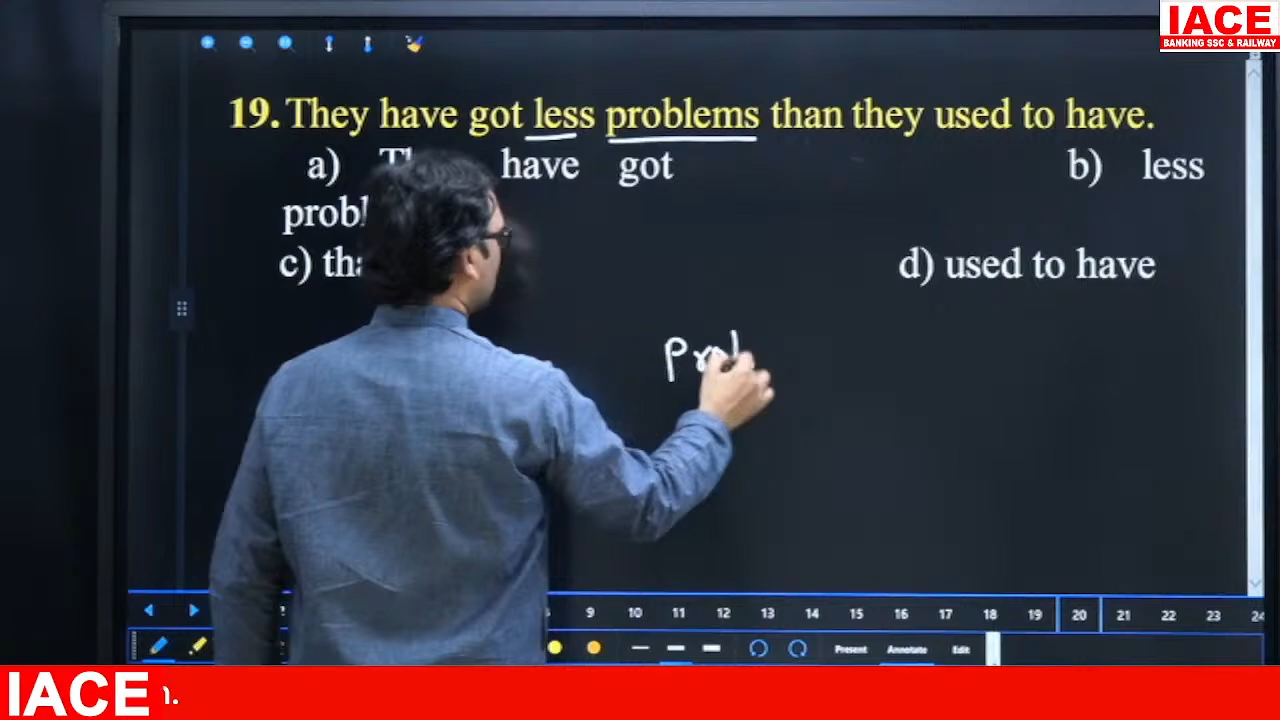 IACE
BANKING SSC & RAILWAY
19. They have got less problems than they used to have.
a) have got b) less
c) d) used to have
9 10 11 12 13 14 15 16 17 18 19 20 21 22 23 24
Present Annotate Edit
IACE